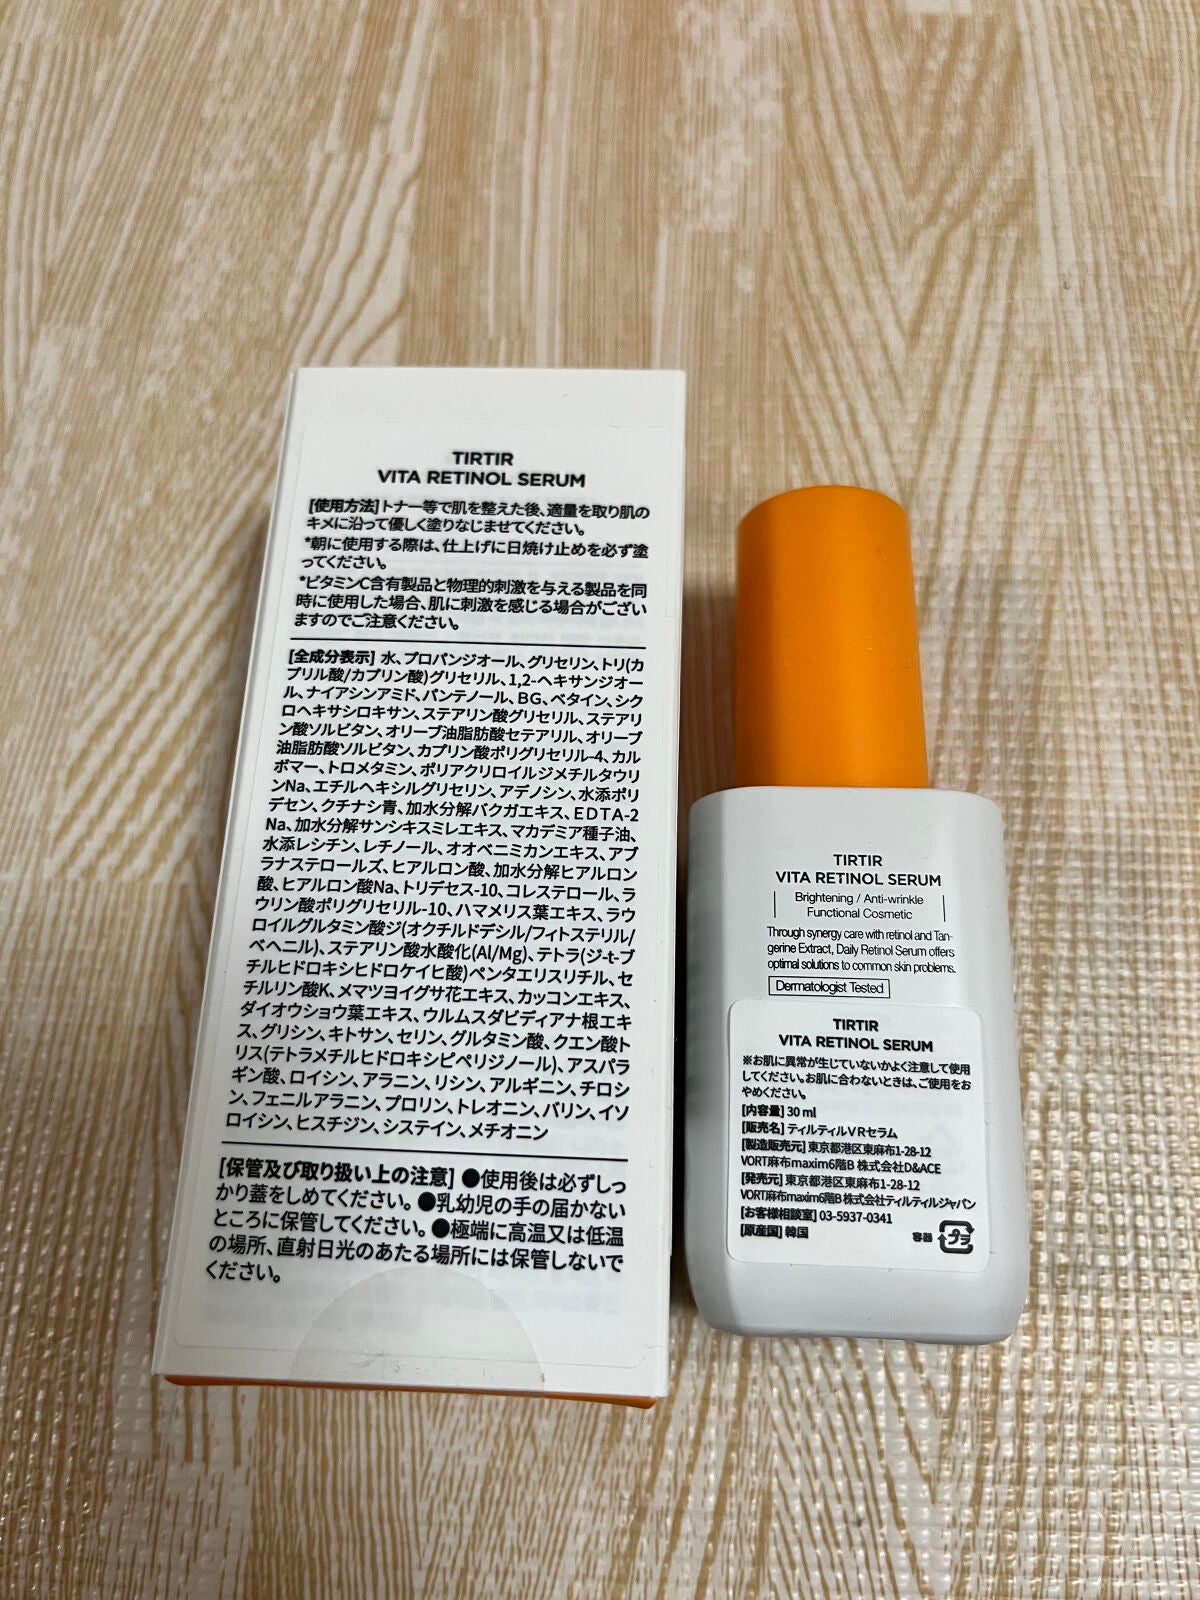 TIRTIR
VITA RETINOL SERUM
[使用方法]トナー等で肌を整えた後、適量を取り肌の
キメに沿って優しく塗りなじませてください。
*朝に使用する際は、仕上げに日焼け止めを必ず塗
ってください。
*ビタミンC含有製品と物理的刺激を与える製品を同
時に使用した場合、肌に刺激を感じる場合がござい
ますのでご注意ください。
[全成分表示] 水、プロパンジオール、グリセリン、トリ(カ
プリル酸/カプリン酸)グリセリル、1,2-ヘキサンジオー
ル、ナイアシンアミド、パンテノール、BG、ベタイン、シク
ロヘキサシロキサン、ステアリン酸グリセリル、ステアリ
ン酸ソルビタン、オリーブ油脂肪酸セテアリル、オリーブ
油脂肪酸ソルビタン、カプリン酸ポリグリセリル-4、カル
ボマー、トロメタミン、ポリアクリロイルジメチルタウリ
ンNa、エチルヘキシルグリセリン、アデノシン、水添ポリ
デセン、クチナシ青、加水分解バクガエキス、EDTA-2
Na、加水分解サンシキスミレエキス、マカデミア種子油、
水添レシチン、レチノール、オオベニミカンエキス、アブ
ラナステロールズ、ヒアルロン酸、加水分解ヒアルロン
酸、ヒアルロン酸Na、トリデセス-10、コレステロール、ラ
ウリン酸ポリグリセリル-10、ハマメリス葉エキス、ラウ
ロイルグルタミン酸ジ(オクチルドデシル/フィトステリル/
ベヘニル)、ステアリン酸水酸化(Al/Mg)、テトラ(ジ-t-ブ
チルヒドロキシヒドロケイヒ酸)ペンタエリスリチル、セ
チルリン酸K、メマツヨイグサ花エキス、カッコンエキス、
ダイオウショウ葉エキス、ウルムスダビディアナ根エキ
ス、グリシン、キトサン、セリン、グルタミン酸、クエン酸ト
リス(テトラメチルヒドロキシピペリジノール)、アスパラ
ギン酸、ロイシン、アラニン、リシン、アルギニン、チロシ
ン、フェニルアラニン、プロリン、トレオニン、バリン、イソ
ロイシン、ヒスチジン、システイン、メチオニン
[保管及び取り扱い上の注意] ●使用後は必ずしっ
かり蓋をしめてください。●乳幼児の手の届かない
ところに保管してください。●極端に高温又は低温
の場所、直射日光のあたる場所には保管しないで
ください。
TIRTIR
VITA RETINOL SERUM
Brightening / Anti-wrinkle
Functional Cosmetic
Through synergy care with retinol and Tan-
gerine Extract, Daily Retinol Serum offers
optimal solutions to common skin problems.
Dermatologist Tested
TIRTIR
VITA RETINOL SERUM
※お肌に異常が生じていないかよく注意して使用
してください。お肌に合わないときは、ご使用をお
やめください。
[内容量] 30 ml
[販売名] ティルティルVRセラム
[製造販売元] 東京都港区東麻布1-28-12
VORT麻布maxim6階B 株式会社D&ACE
[発売元] 東京都港区東麻布1-28-12
VORT麻布maxim6階B 株式会社ティルティルジャパン
[お客様相談室] 03-5937-0341
[原産国] 韓国
容器 プラ